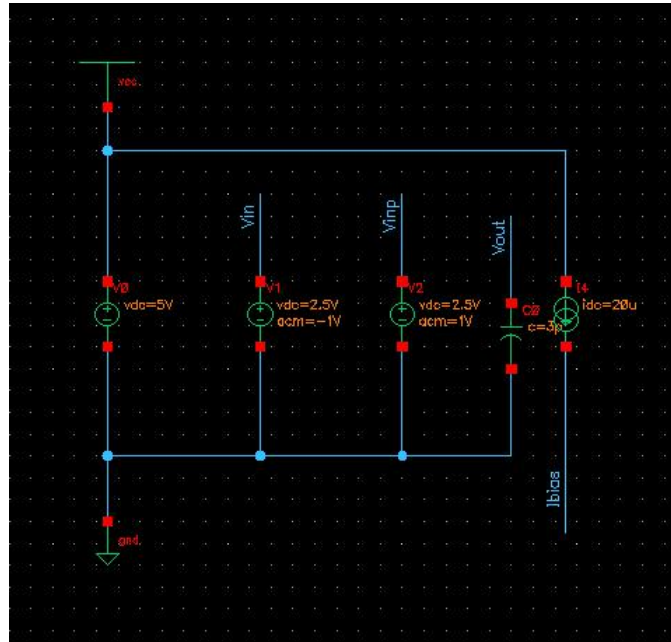 vcc
Vin
Vinp
Vout
V0
vdc=5V
V1
vdc=2.5V
acm=-1V
V2
vdc=2.5V
acm=1V
C0
c=3p
I4
idc=20u
Ibias
gnd